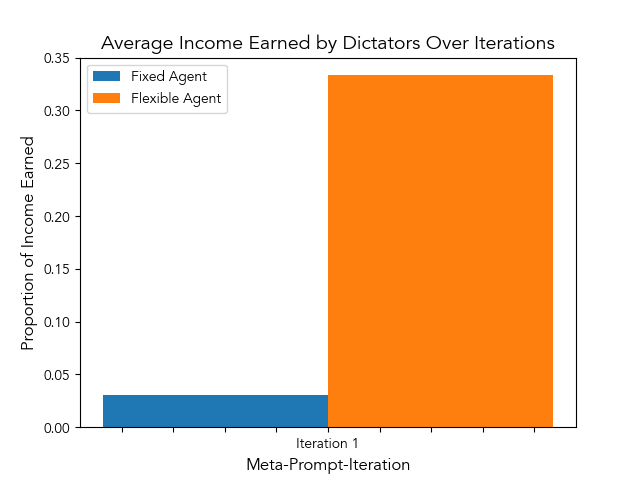 Average Income Earned by Dictators Over Iterations
Fixed Agent
Flexible Agent
Proportion of Income Earned
0.35
0.30
0.25
0.20
0.15
0.10
0.05
0.00
Iteration 1
Meta-Prompt-Iteration